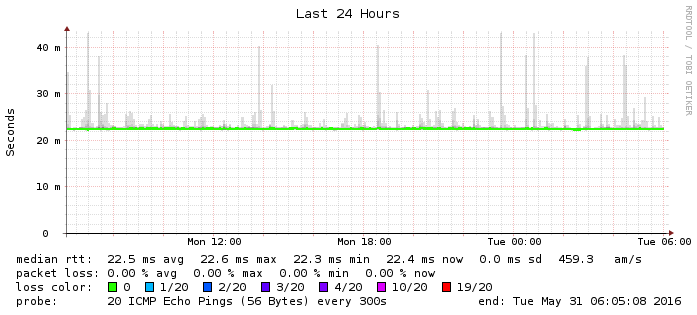 Last 24 Hours
RRDTOOL / TOBI OETIKER
Seconds
40 m
30 m
20 m
10 m
0
Mon 12:00 Mon 18:00 Tue 00:00 Tue 06:00
median rtt: 22.5 ms avg 22.6 ms max 22.3 ms min 22.4 ms now 0.0 ms sd 459.3 am/s
packet loss: 0.00 % avg 0.00 % max 0.00 % min 0.00 % now
loss color: 0 1/20 2/20 3/20 4/20 10/20 19/20
probe: 20 ICMP Echo Pings (56 Bytes) every 300s end: Tue May 31 06:05:08 2016